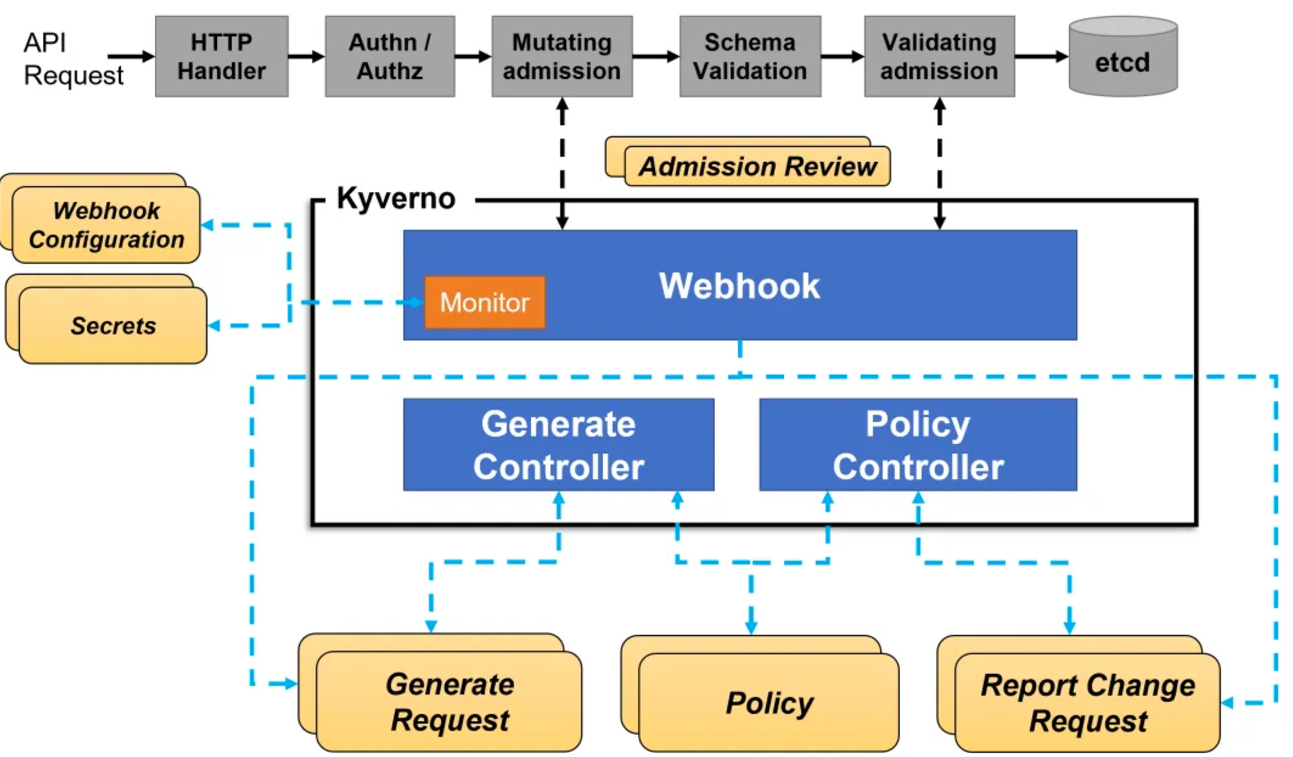 API
Request
HTTP
Handler
Authn /
Authz
Mutating
admission
Schema
Validation
Validating
admission
etcd
Admission Review
Kyverno
Webhook
Configuration
Secrets
Monitor
Webhook
Generate
Controller
Policy
Controller
Generate
Request
Policy
Report Change
Request